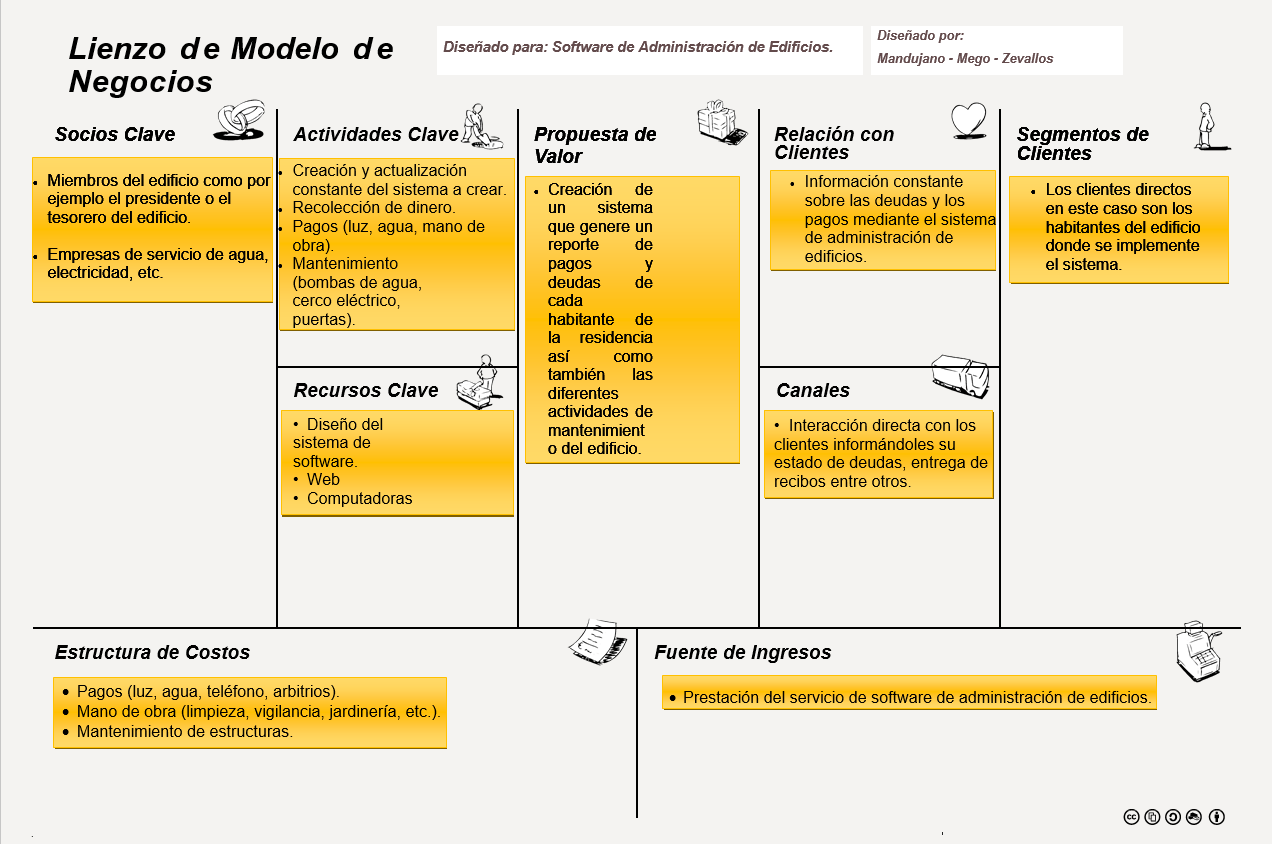 Lienzo de Modelo de
Negocios
Diseñado para: Software de Administración de Edificios.
Diseñado por:
Mandujano - Mego - Zevallos
Socios Clave
• Miembros del edificio como por
ejemplo el presidente o el
tesorero del edificio.
• Empresas de servicio de agua,
electricidad, etc.
Actividades Clave
• Creación y actualización
constante del sistema a crear.
• Recolección de dinero.
• Pagos (luz, agua, mano de
obra).
• Mantenimiento
(bombas de agua,
cerco eléctrico,
puertas).
Recursos Clave
• Diseño del
sistema de
software.
• Web
• Computadoras
Propuesta de
Valor
• Creación de
un sistema
que genere un
reporte de
pagos y
deudas de
cada
habitante de
la residencia
así como
también las
diferentes
actividades de
mantenimient
o del edificio.
Relación con
Clientes
• Información constante
sobre las deudas y los
pagos mediante el sistema
de administración de
edificios.
Canales
• Interacción directa con los
clientes informándoles su
estado de deudas, entrega de
recibos entre otros.
Segmentos de
Clientes
• Los clientes directos
en este caso son los
habitantes del edificio
donde se implemente
el sistema.
Estructura de Costos
• Pagos (luz, agua, teléfono, arbitrios).
• Mano de obra (limpieza, vigilancia, jardinería, etc.).
• Mantenimiento de estructuras.
Fuente de Ingresos
• Prestación del servicio de software de administración de edificios.
cc